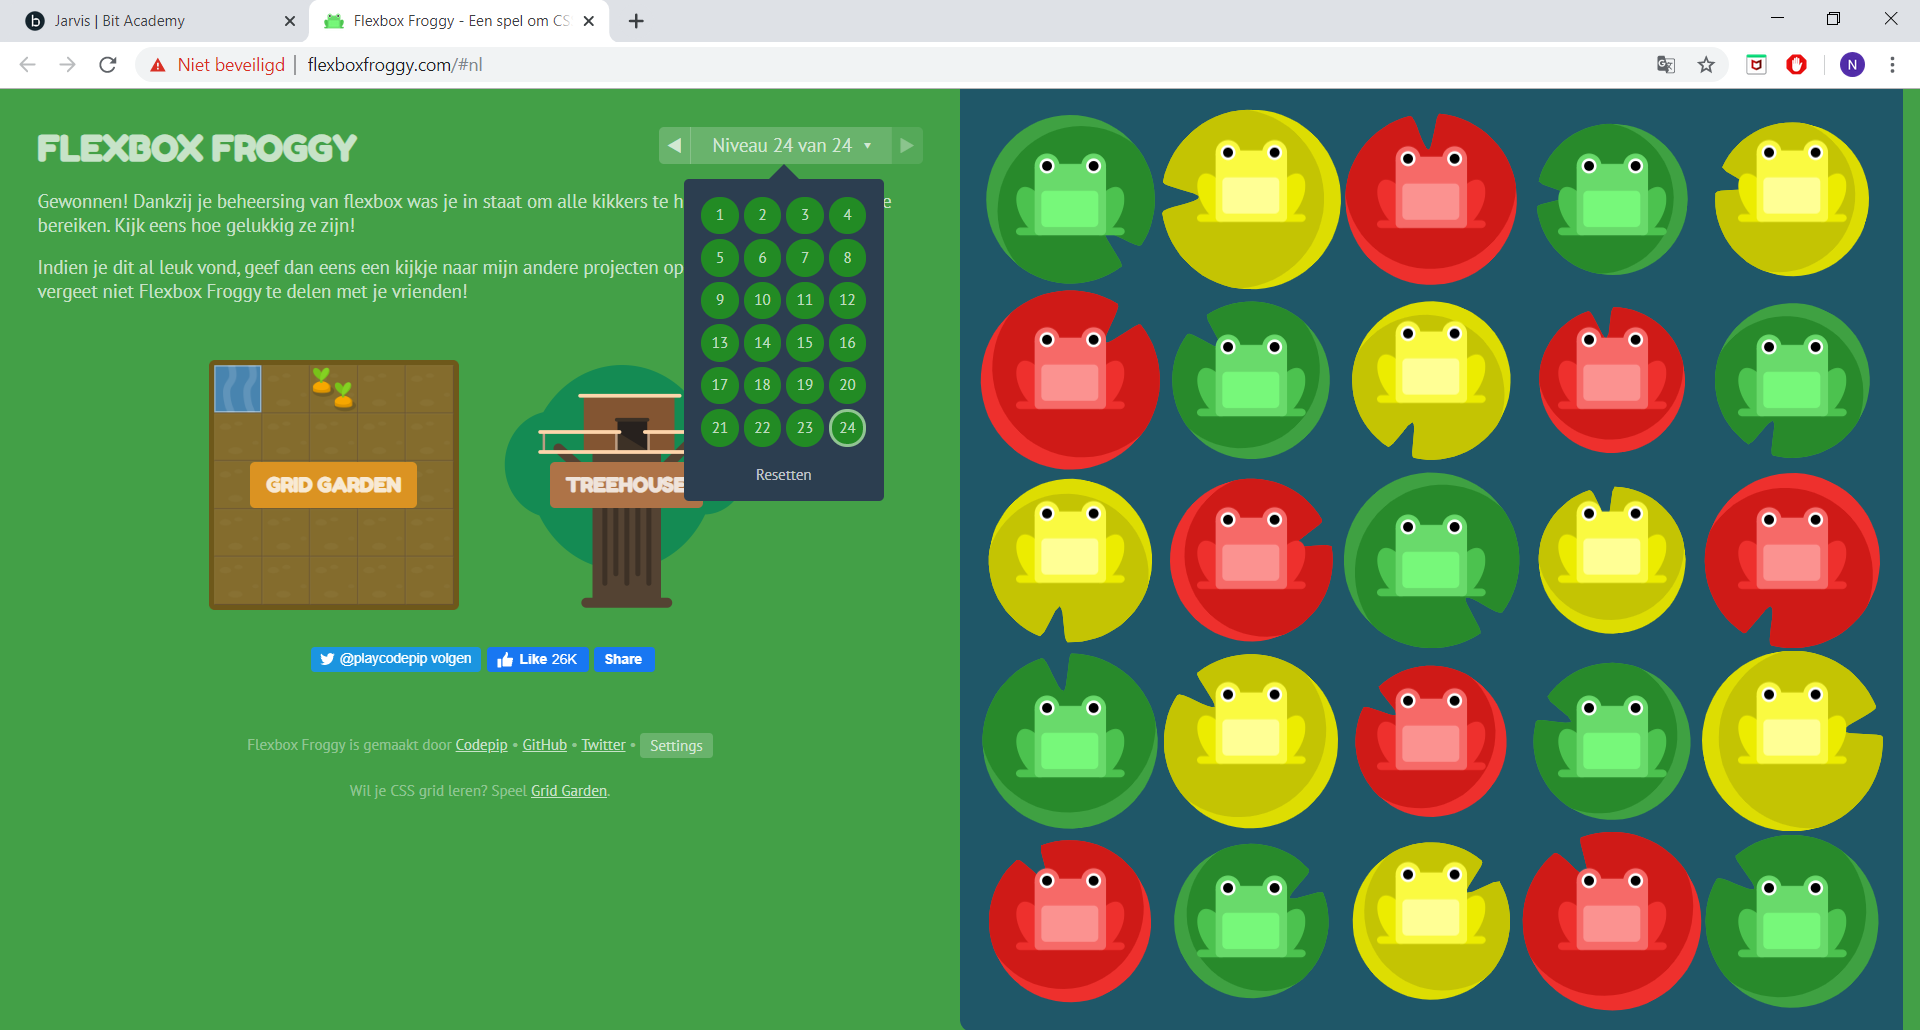 Jarvis | Bit Academy
Flexbox Froggy - Een spel om CS
Niet beveiligd | flexboxfroggy.com/#nl
N
FLEXBOX FROGGY
Niveau 24 van 24
Gewonnen! Dankzij je beheersing van flexbox was je in staat om alle kikkers te h e
bereiken. Kijk eens hoe gelukkig ze zijn!
Indien je dit al leuk vond, geef dan eens een kijkje naar mijn andere projecten op
vergeet niet Flexbox Froggy te delen met je vrienden!
1 2 3 4
5 6 7 8
9 10 11 12
13 14 15 16
17 18 19 20
21 22 23 24
Resetten
GRID GARDEN
TREEHOUSE
@playcodepip volgen
Like 26K
Share
Flexbox Froggy is gemaakt door Codepip • GitHub • Twitter • Settings
Wil je CSS grid leren? Speel Grid Garden.